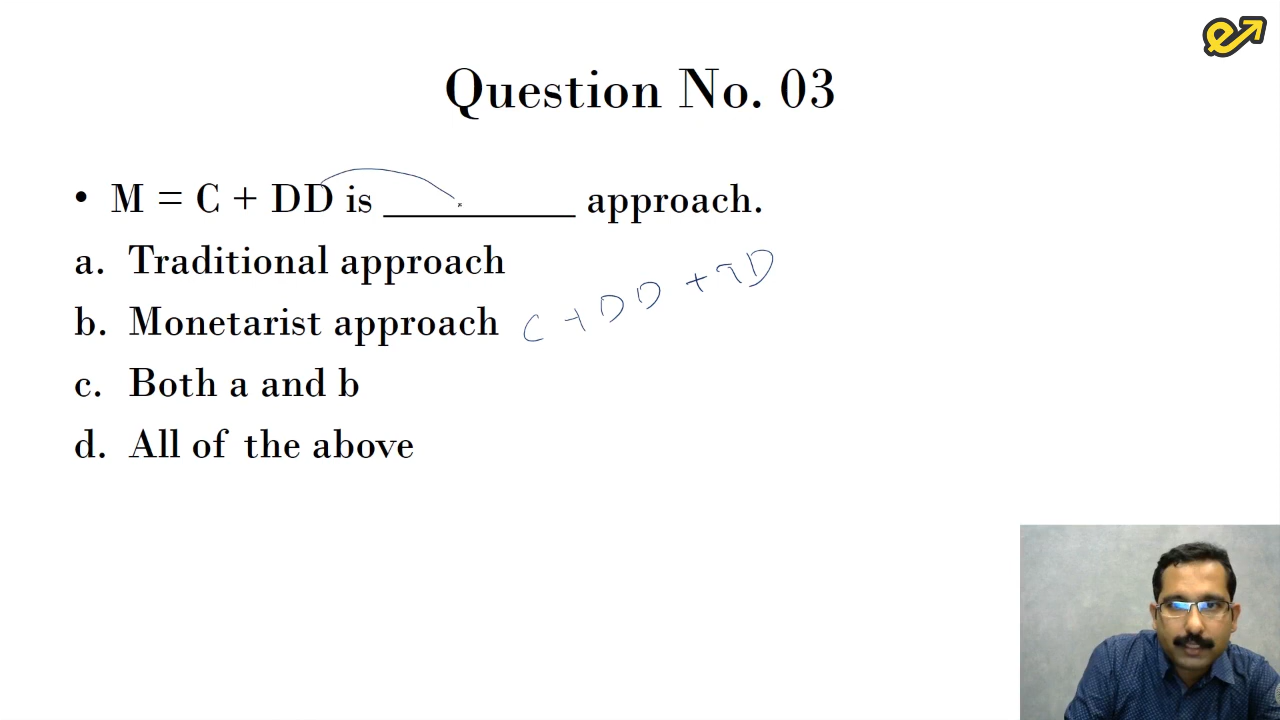 Question No. 03
• M = C + DD is __________ approach.
a. Traditional approach
b. Monetarist approach C + DD + TD
c. Both a and b
d. All of the above